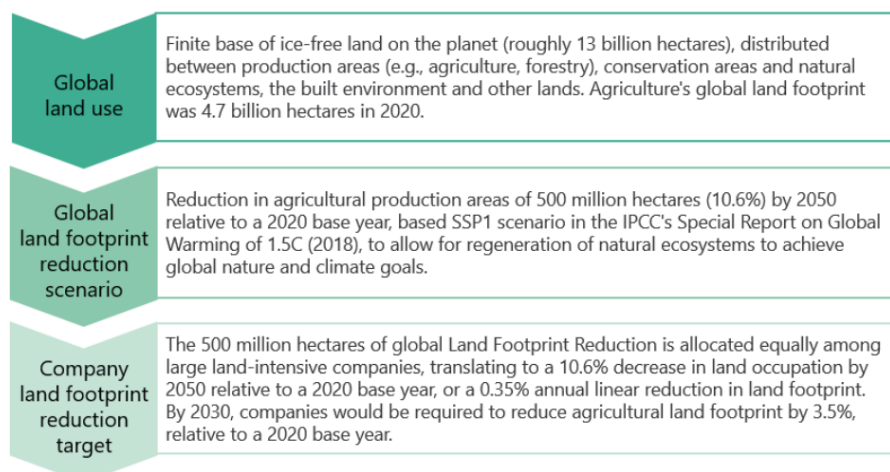 Global
land use
Finite base of ice-free land on the planet (roughly 13 billion hectares), distributed
between production areas (e.g., agriculture, forestry), conservation areas and natural
ecosystems, the built environment and other lands. Agriculture's global land footprint
was 4.7 billion hectares in 2020.
Global
land footprint
reduction
scenario
Reduction in agricultural production areas of 500 million hectares (10.6%) by 2050
relative to a 2020 base year, based SSP1 scenario in the IPCC's Special Report on Global
Warming of 1.5C (2018), to allow for regeneration of natural ecosystems to achieve
global nature and climate goals.
Company
land footprint
reduction
target
The 500 million hectares of global Land Footprint Reduction is allocated equally among
large land-intensive companies, translating to a 10.6% decrease in land occupation by
2050 relative to a 2020 base year, or a 0.35% annual linear reduction in land footprint.
By 2030, companies would be required to reduce agricultural land footprint by 3.5%,
relative to a 2020 base year.